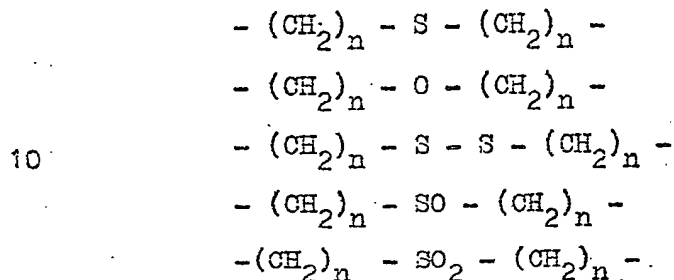 - (CH2)n - S - (CH2)n -
- (CH2)n - O - (CH2)n -
10 - (CH2)n - S - S - (CH2)n -
- (CH2)n - SO - (CH2)n -
-(CH2)n - SO2 - (CH2)n -.